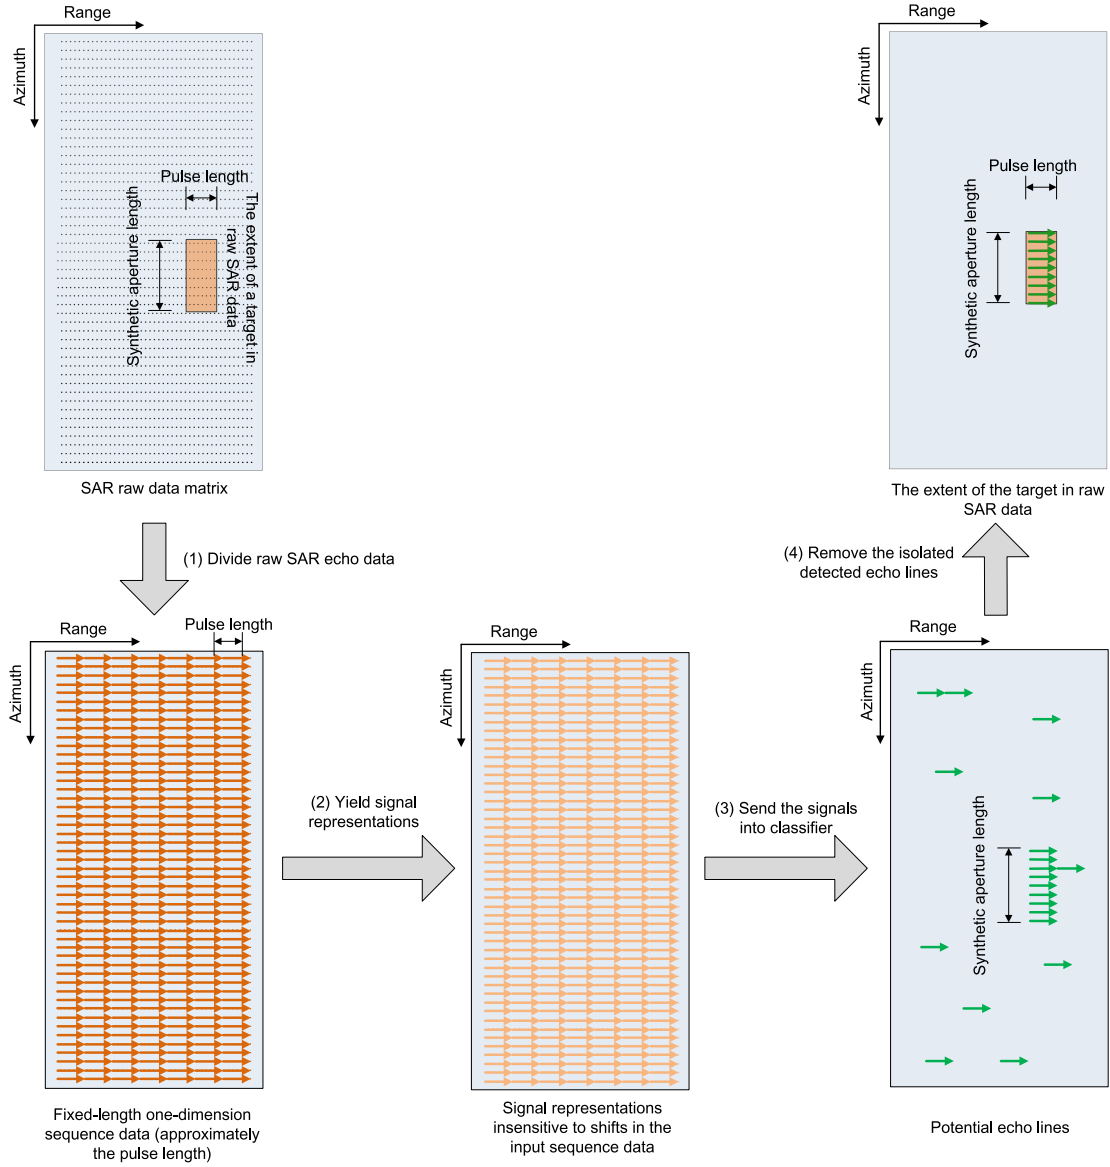 Range
Azimuth
Pulse length
Synthetic aperture length
The extent of a target in
raw SAR data
SAR raw data matrix
(1) Divide raw SAR echo data
Range
Pulse length
Azimuth
Fixed-length one-dimension
sequence data (approximately
the pulse length)
(2) Yield signal
representations
Range
Azimuth
Signal representations
insensitive to shifts in the
input sequence data
(3) Send the signals
into classifier
Range
Azimuth
Synthetic aperture length
Potential echo lines
(4) Remove the isolated
detected echo lines
Range
Azimuth
Pulse length
Synthetic aperture length
The extent of the target in raw
SAR data